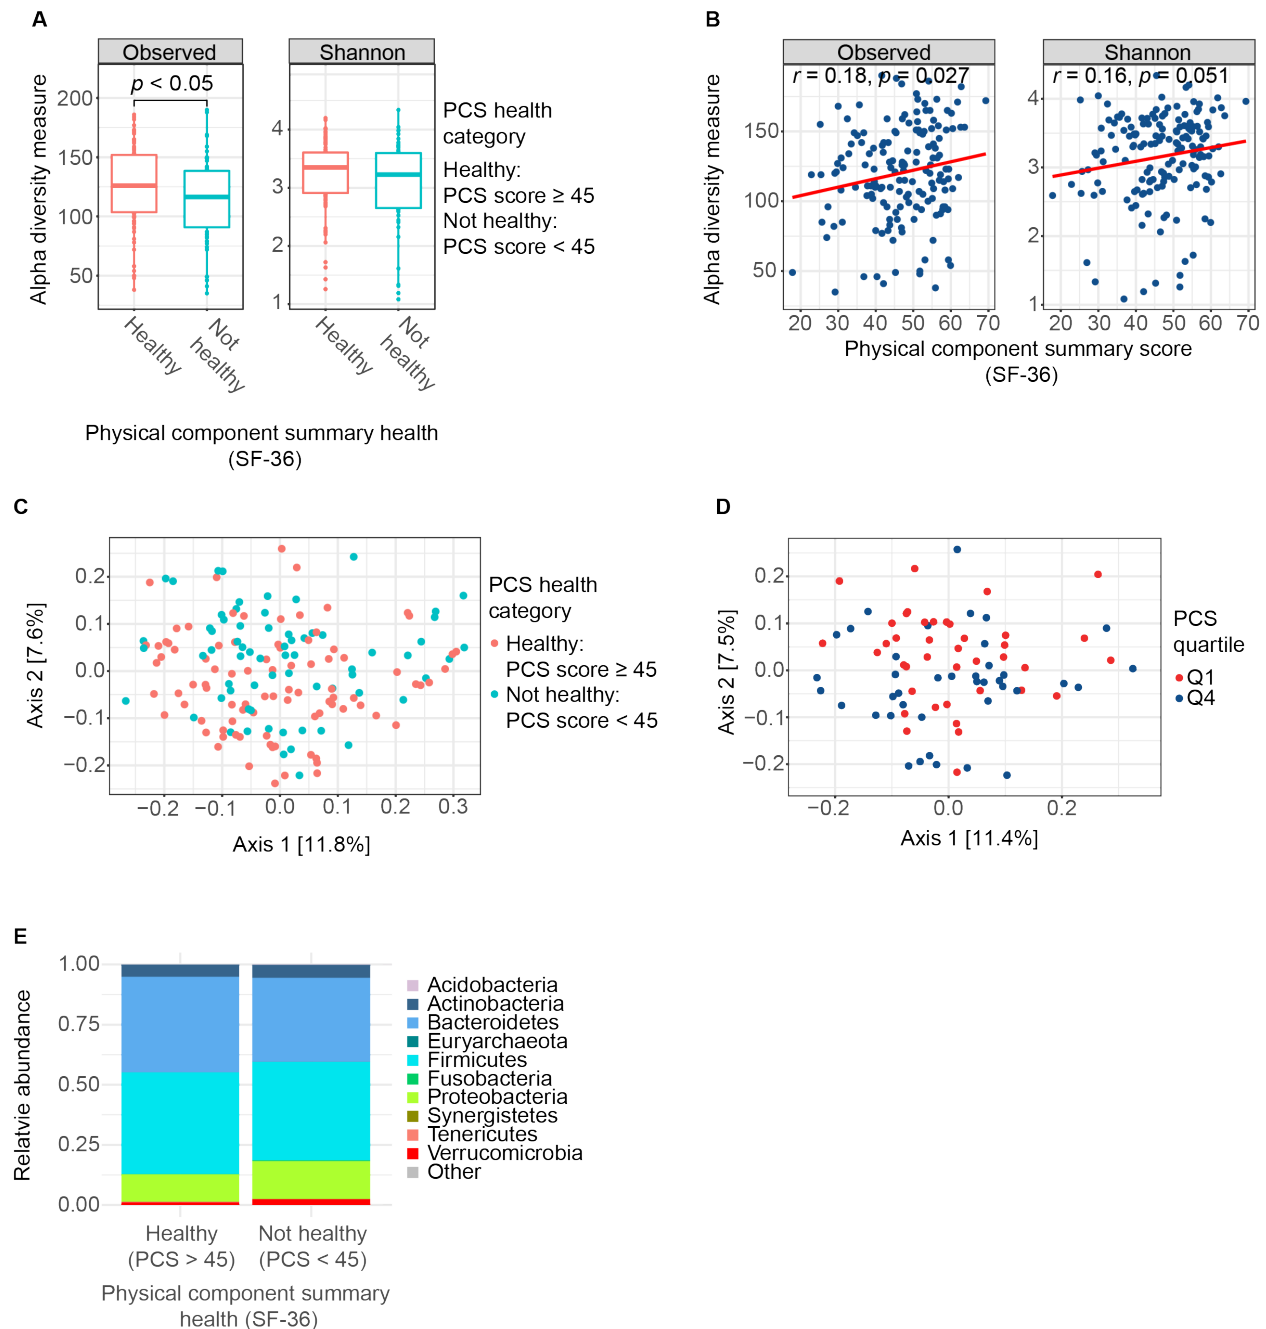 A
Observed
Shannon
p < 0.05
Alpha diversity measure
200
150
100
50
4
3
2
1
Healthy
Not
healthy
Healthy
Not
healthy
PCS health
category
Healthy:
PCS score ≥ 45
Not healthy:
PCS score < 45
Physical component summary health
(SF-36)
B
Observed
Shannon
r = 0.18, p = 0.027
r = 0.16, p = 0.051
Alpha diversity measure
150
100
50
4
3
2
1
20 30 40 50 60 70
20 30 40 50 60 70
Physical component summary score
(SF-36)
C
Axis 2 [7.6%]
0.2
0.1
0.0
−0.1
−0.2
−0.2 −0.1 0.0 0.1 0.2 0.3
Axis 1 [11.8%]
PCS health
category
Healthy:
PCS score ≥ 45
Not healthy:
PCS score < 45
D
Axis 2 [7.5%]
0.2
0.1
0.0
−0.1
−0.2
−0.2 0.0 0.2
Axis 1 [11.4%]
PCS
quartile
Q1
Q4
E
Relatvie abundance
1.00
0.75
0.50
0.25
0.00
Healthy
(PCS > 45)
Not healthy
(PCS < 45)
Physical component summary
health (SF-36)
Acidobacteria
Actinobacteria
Bacteroidetes
Euryarchaeota
Firmicutes
Fusobacteria
Proteobacteria
Synergistetes
Tenericutes
Verrucomicrobia
Other